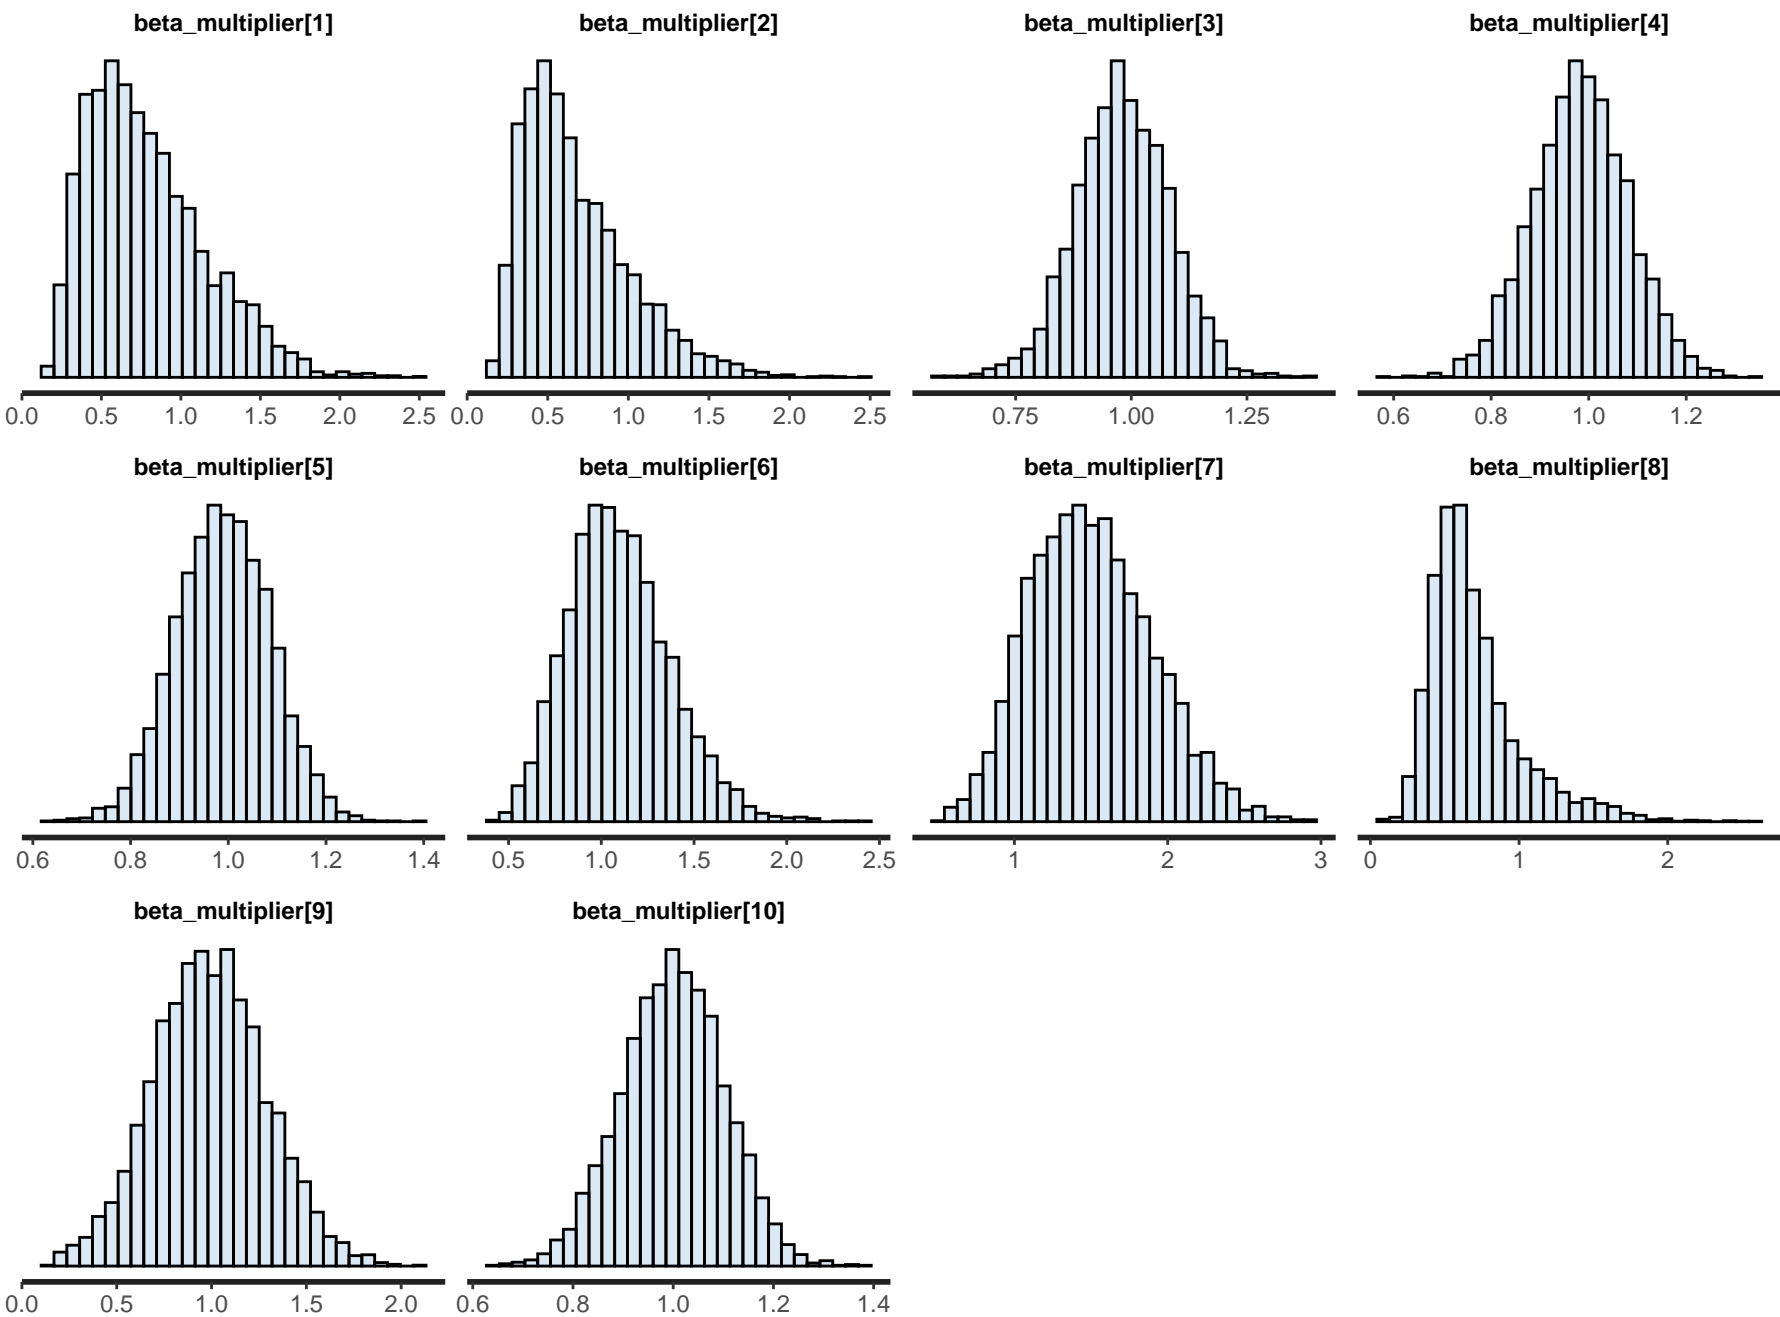 beta_multiplier[1] beta_multiplier[2] beta_multiplier[3] beta_multiplier[4]
0.0 0.5 1.0 1.5 2.0 2.5 0.0 0.5 1.0 1.5 2.0 2.5 0.75 1.00 1.25 0.6 0.8 1.0 1.2
beta_multiplier[5] beta_multiplier[6] beta_multiplier[7] beta_multiplier[8]
0.6 0.8 1.0 1.2 1.4 0.5 1.0 1.5 2.0 2.5 1 2 3 0 1 2
beta_multiplier[9] beta_multiplier[10]
0.0 0.5 1.0 1.5 2.0 0.6 0.8 1.0 1.2 1.4